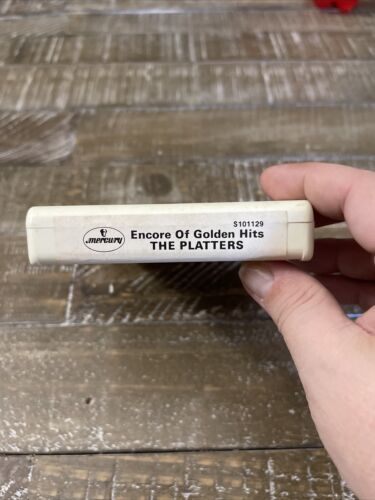 S101129
mercury
Encore Of Golden Hits
THE PLATTERS